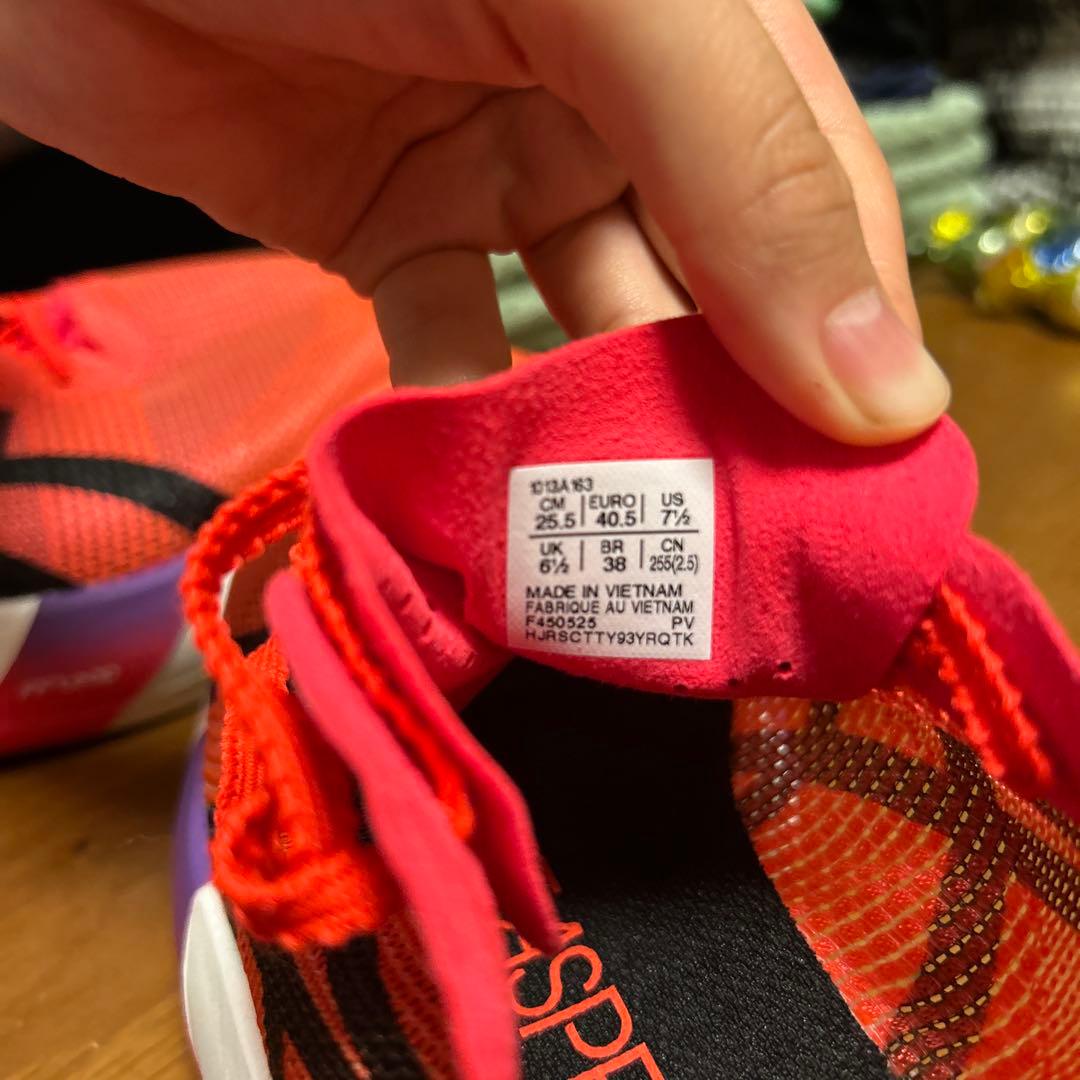 1013A163
CM EURO US
25.5 40.5 7½
UK BR CN
6½ 38 255(2.5)
MADE IN VIETNAM
FABRIQUE AU VIETNAM
F450525 PV
HJRSCTTY93YRQTK